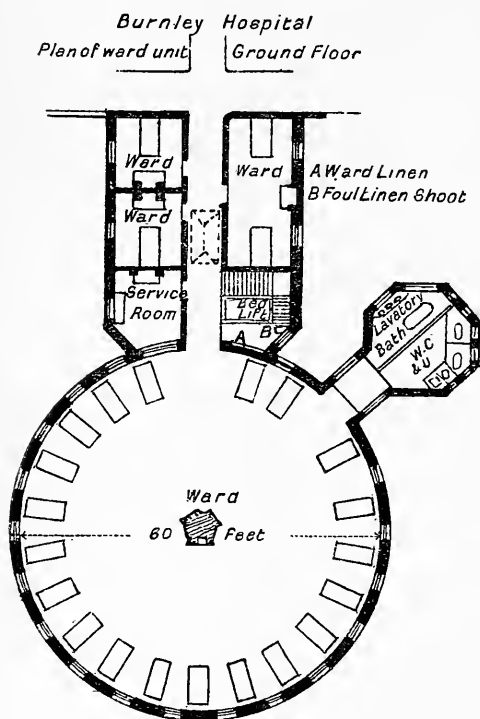 Burnley Hospital
Plan of ward unit Ground Floor
Ward
Ward
A Ward Linen
B Foul Linen Shoot
Ward
Service
Room
Bed
Lift
A B
Lavatory
Bath
W.C
& U
Ward
60 Feet